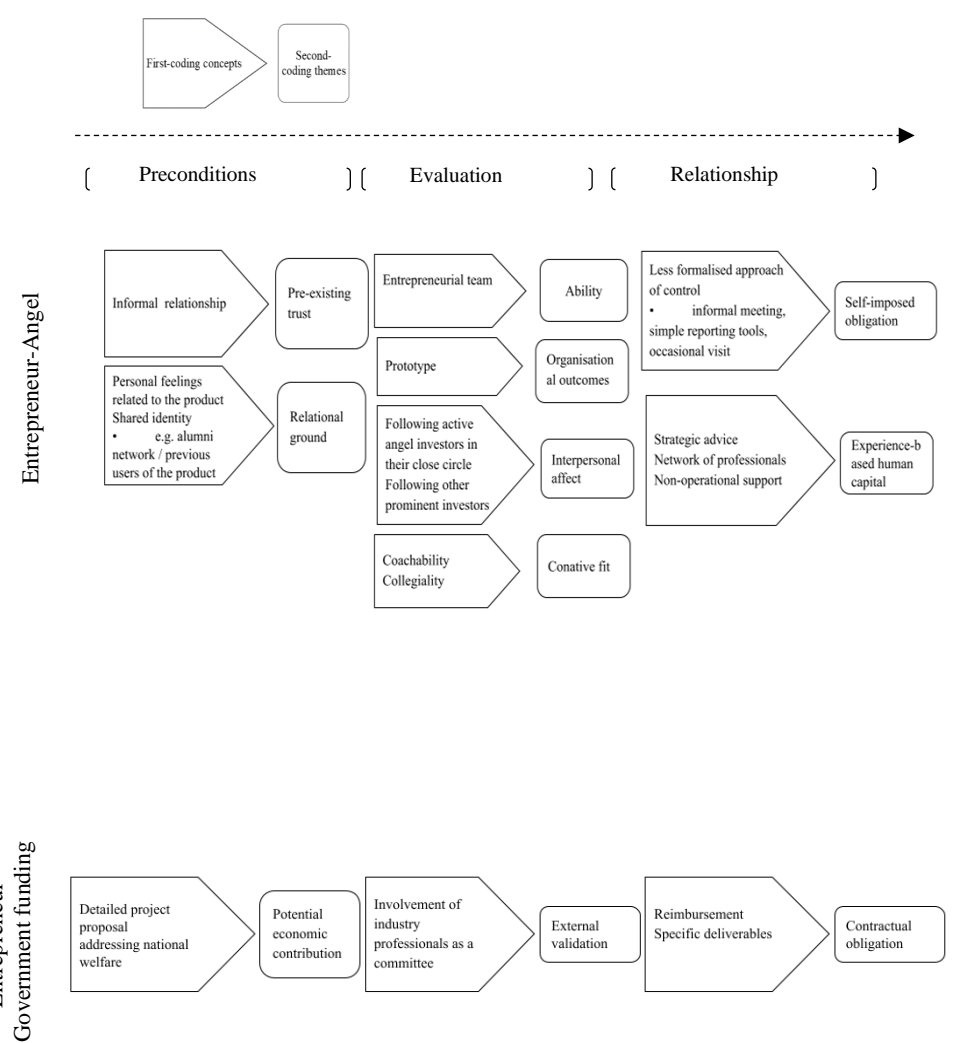 First-coding concepts
Second-
coding themes
Preconditions
Evaluation
Relationship
Entrepreneur-Angel
Informal relationship
Pre-existing
trust
Entrepreneurial team
Ability
Less formalised approach
of control
• informal meeting,
simple reporting tools,
occasional visit
Self-imposed
obligation
Personal feelings
related to the product
Shared identity
• e.g. alumni
network / previous
users of the product
Relational
ground
Prototype
Organisation
al outcomes
Following active
angel investors in
their close circle
Following other
prominent investors
Interpersonal
affect
Strategic advice
Network of professionals
Non-operational support
Experience-b
ased human
capital
Coachability
Collegiality
Conative fit
Government funding
Detailed project
proposal
addressing national
welfare
Potential
economic
contribution
Involvement of
industry
professionals as a
committee
External
validation
Reimbursement
Specific deliverables
Contractual
obligation